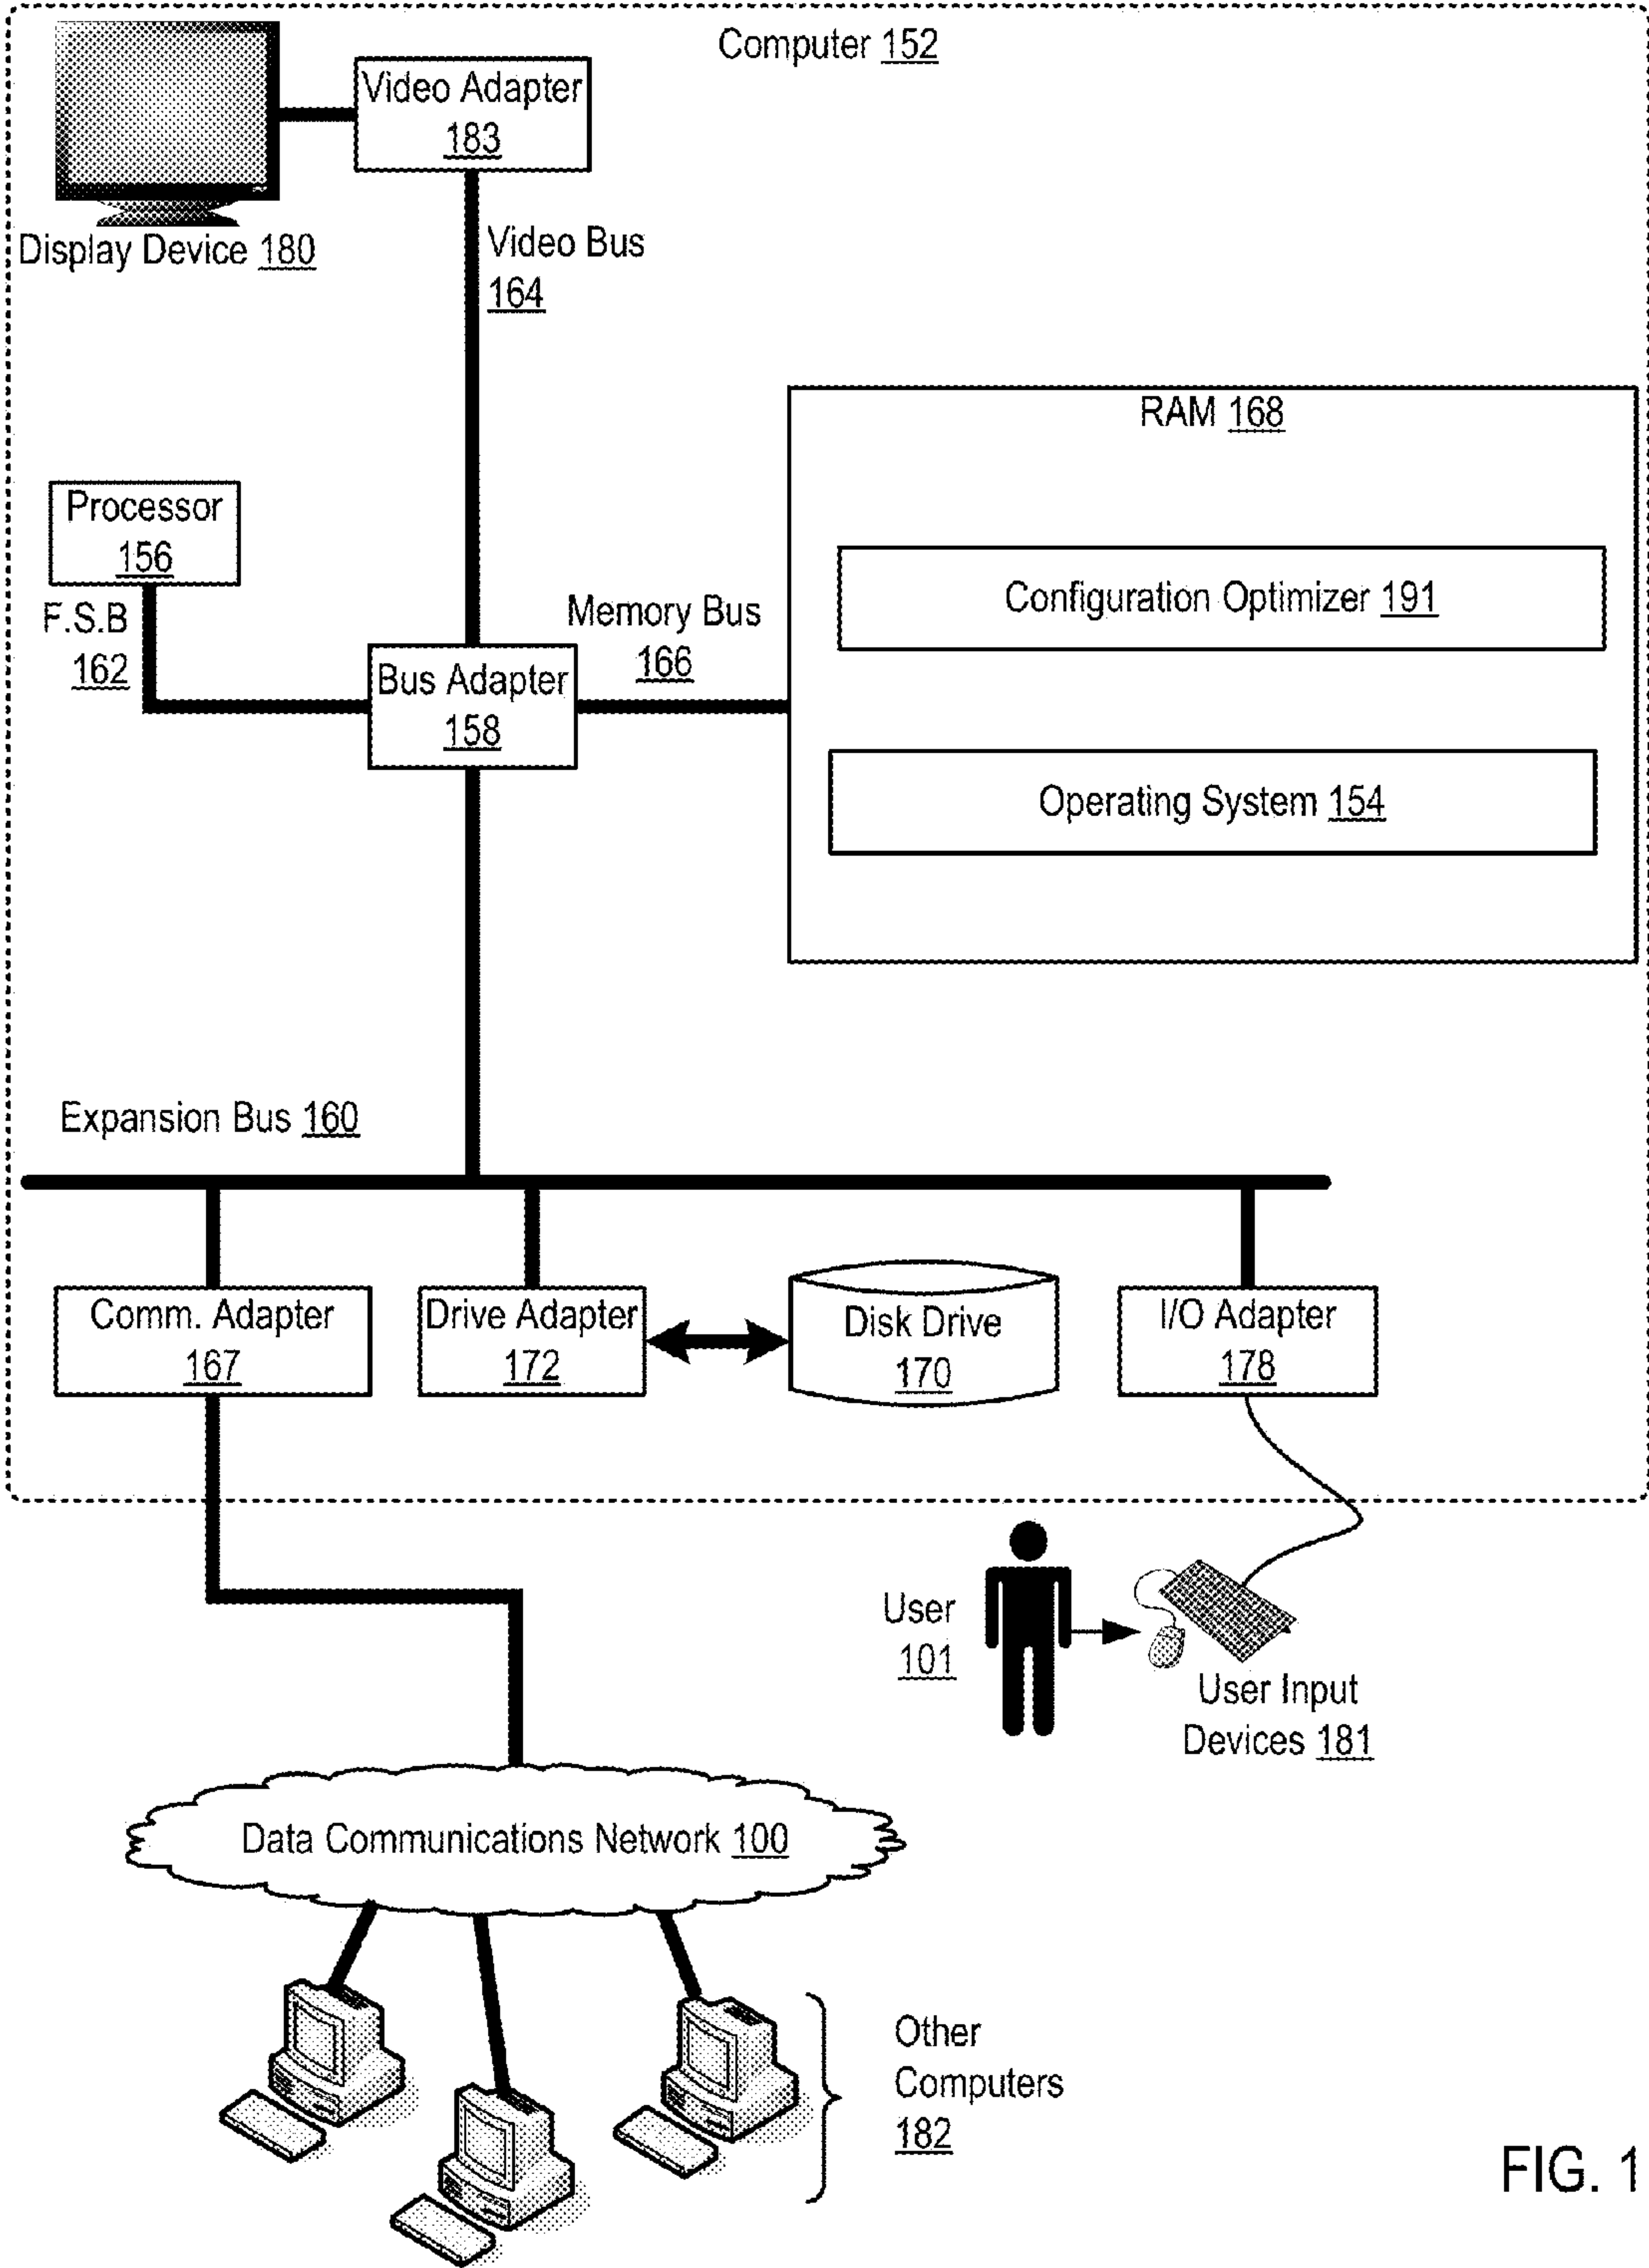 Computer 152
Video Adapter
183
Display Device 180
Video Bus
164
RAM 168
Processor
156
Configuration Optimizer 191
F.S.B
162
Memory Bus
166
Bus Adapter
158
Operating System 154
Expansion Bus 160
Comm. Adapter
167
Drive Adapter
172
Disk Drive
170
I/O Adapter
178
User
101
User Input
Devices 181
Data Communications Network 100
Other
Computers
182
FIG. 1